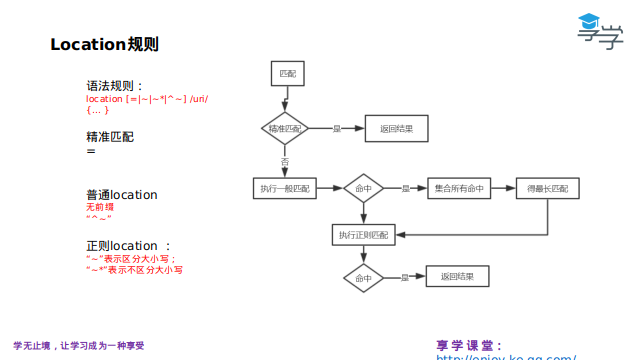 享学
Location规则
语法规则：
location [=|~|~*|^~] /uri/
{... }
精准匹配
=
普通location
无前缀
“^~”
正则location ：
“~”表示区分大小写；
“~*”表示不区分大小写
匹配
精准匹配
是
返回结果
否
执行一般匹配
命中
是
集合所有命中
得最长匹配
执行正则匹配
命中
是
返回结果
学无止境，让学习成为一种享受
享学课堂：
http://enjoy.ke.qq.com/